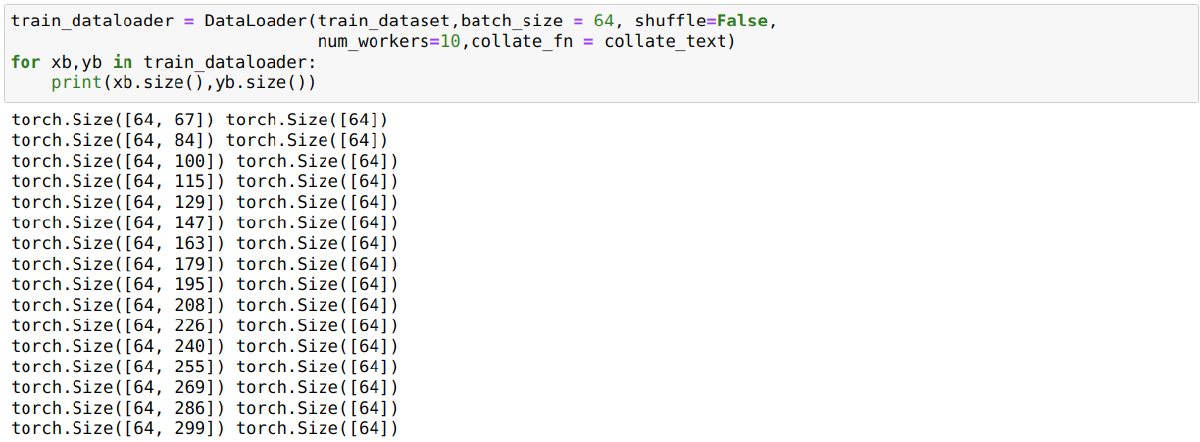 train_dataloader = DataLoader(train_dataset,batch_size = 64, shuffle=False,
num_workers=10,collate_fn = collate_text)
for xb,yb in train_dataloader:
print(xb.size(),yb.size())
torch.Size([64, 67]) torch.Size([64])
torch.Size([64, 84]) torch.Size([64])
torch.Size([64, 100]) torch.Size([64])
torch.Size([64, 115]) torch.Size([64])
torch.Size([64, 129]) torch.Size([64])
torch.Size([64, 147]) torch.Size([64])
torch.Size([64, 163]) torch.Size([64])
torch.Size([64, 179]) torch.Size([64])
torch.Size([64, 195]) torch.Size([64])
torch.Size([64, 208]) torch.Size([64])
torch.Size([64, 226]) torch.Size([64])
torch.Size([64, 240]) torch.Size([64])
torch.Size([64, 255]) torch.Size([64])
torch.Size([64, 269]) torch.Size([64])
torch.Size([64, 286]) torch.Size([64])
torch.Size([64, 299]) torch.Size([64])